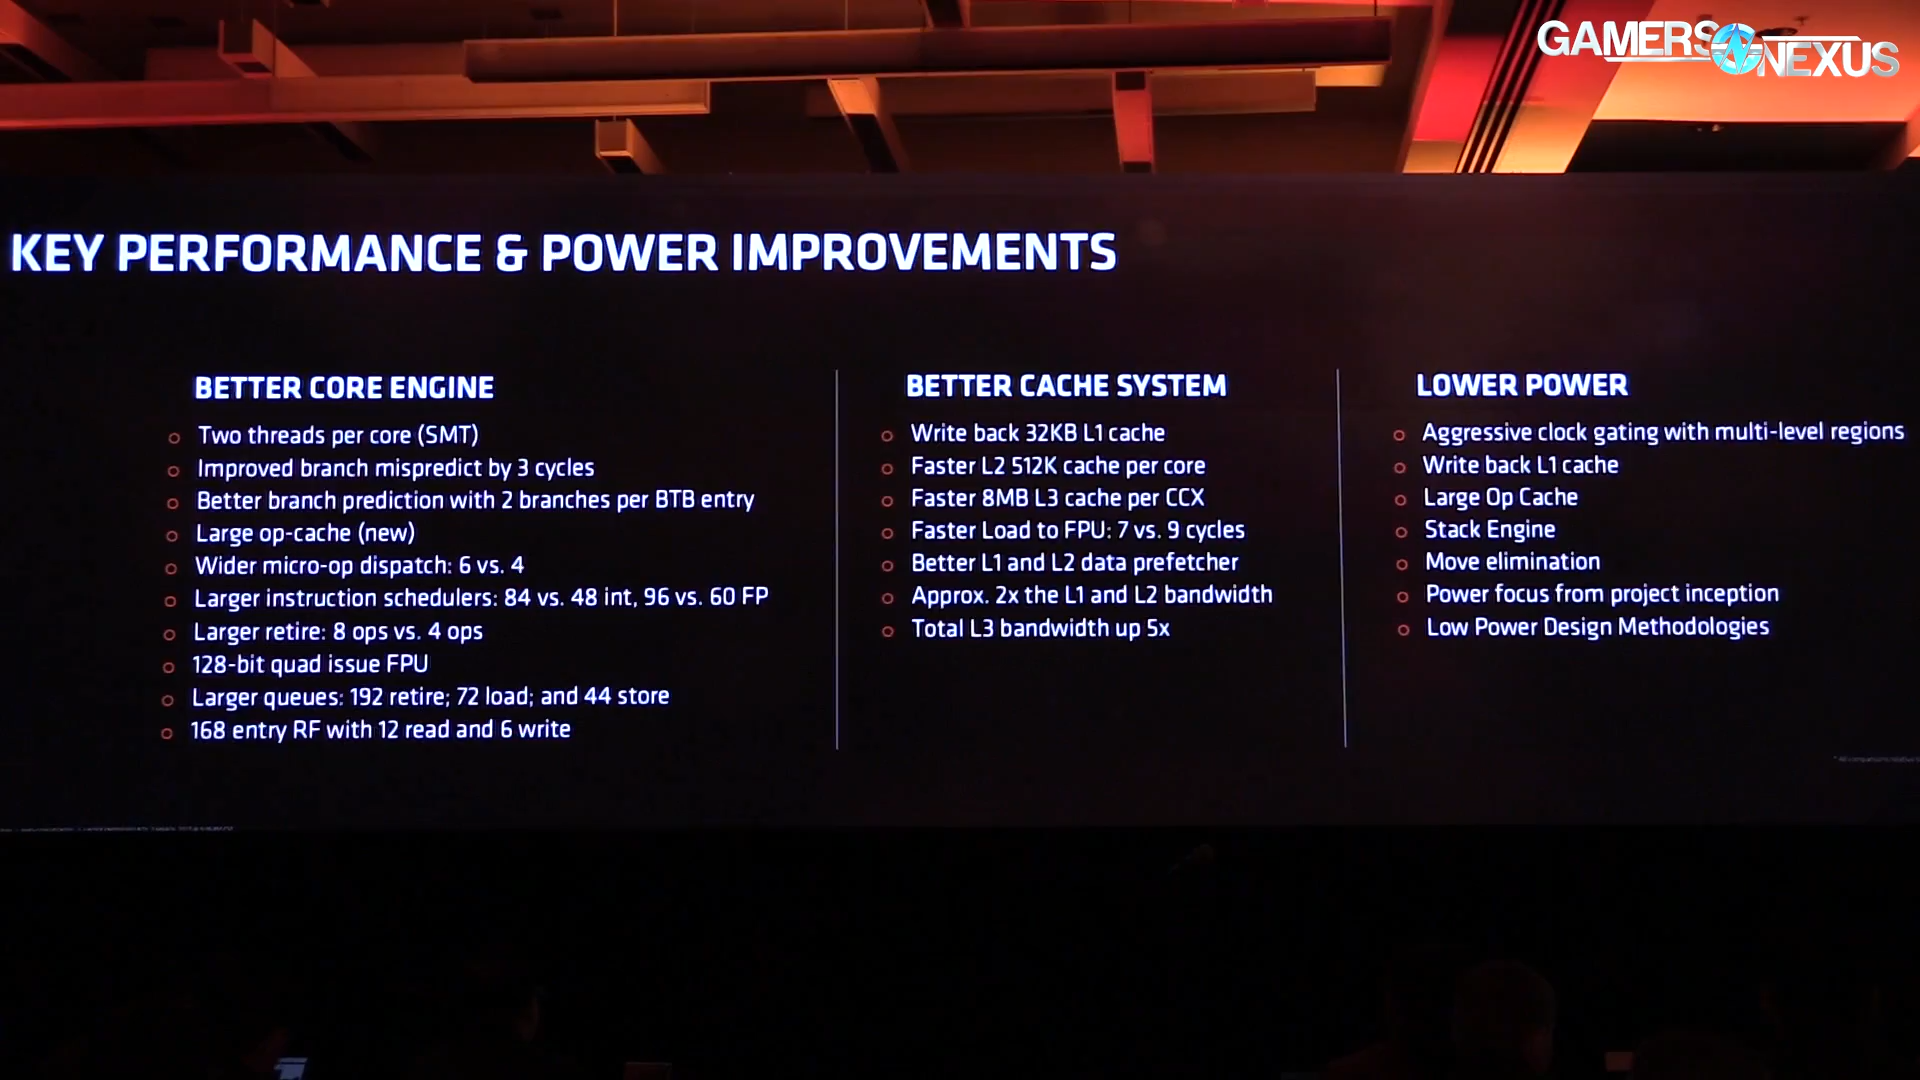 GAMERS NEXUS
KEY PERFORMANCE & POWER IMPROVEMENTS
BETTER CORE ENGINE
Two threads per core (SMT)
Improved branch mispredict by 3 cycles
Better branch prediction with 2 branches per BTB entry
Large op-cache (new)
Wider micro-op dispatch: 6 vs. 4
Larger instruction schedulers: 84 vs. 48 int, 96 vs. 60 FP
Larger retire: 8 ops vs. 4 ops
128-bit quad issue FPU
Larger queues: 192 retire; 72 load; and 44 store
168 entry RF with 12 read and 6 write
BETTER CACHE SYSTEM
Write back 32KB L1 cache
Faster L2 512K cache per core
Faster 8MB L3 cache per CCX
Faster Load to FPU: 7 vs. 9 cycles
Better L1 and L2 data prefetcher
Approx. 2x the L1 and L2 bandwidth
Total L3 bandwidth up 5x
LOWER POWER
Aggressive clock gating with multi-level regions
Write back L1 cache
Large Op Cache
Stack Engine
Move elimination
Power focus from project inception
Low Power Design Methodologies